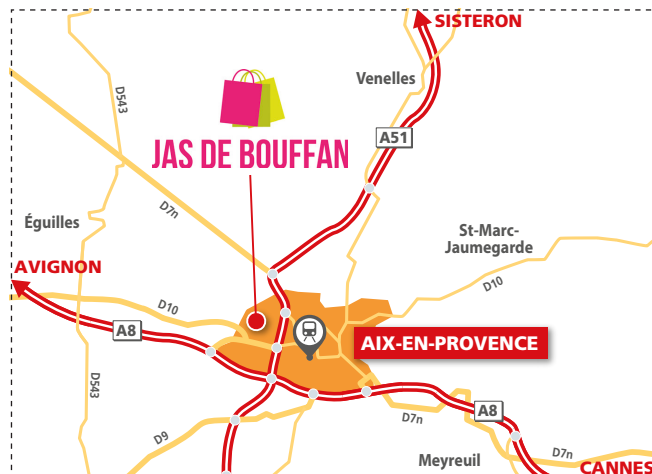 SISTERON
Venelles
D543
A51
JAS DE BOUFFAN
D7n
Éguilles
St-Marc-
Jaumegarde
AVIGNON
D10
D10
A8
AIX-EN-PROVENCE
D543
D7n
A8
D9
Meyreuil
D7n
CANNES